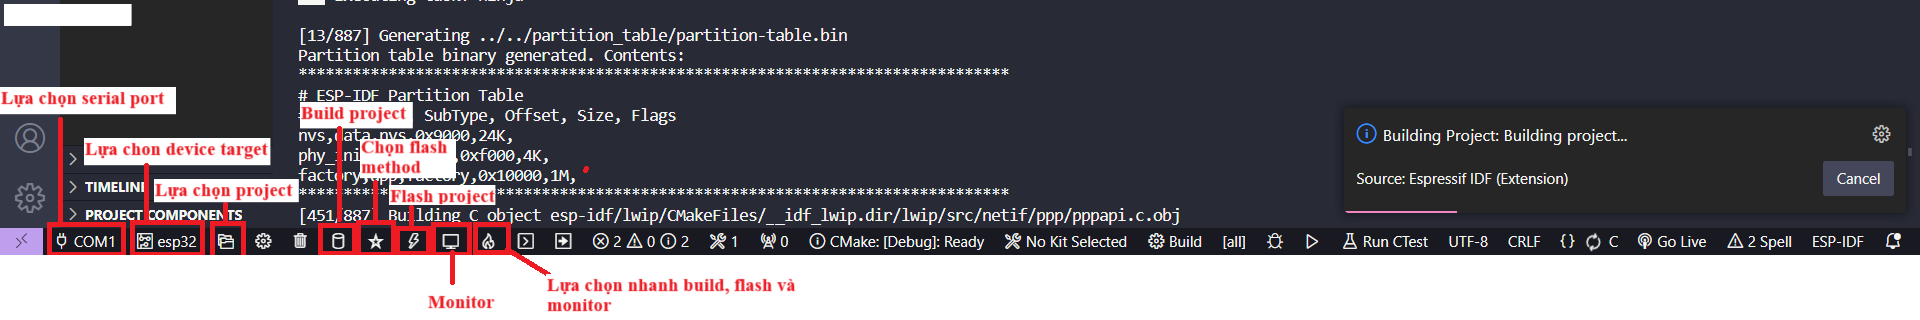 [13/887] Generating ../../partition_table/partition-table.bin
Partition table binary generated. Contents:
*******************************************************************************
# ESP-IDF Partition Table
SubType, Offset, Size, Flags
nvs,data,nvs,0x9000,24K,
0xf000,4K,
factory,app,factory,0x10000,1M,
*******************************************************************************
[451/887] Building C object esp-idf/lwip/CMakeFiles/__idf_lwip.dir/lwip/src/netif/ppp/pppapi.c.obj
Lựa chọn serial port
Lựa chon device target
Lựa chọn project
Build project
Chọn flash
method
Flash project
TIMELINE
PROJECT COMPONENTS
Building Project: Building project...
Source: Espressif IDF (Extension)
Cancel
COM1 esp32 2 0 2 1 0 CMake: [Debug]: Ready No Kit Selected Build [all] Run CTest UTF-8 CRLF {} C Go Live 2 Spell ESP-IDF
Monitor
Lựa chọn nhanh build, flash và
monitor